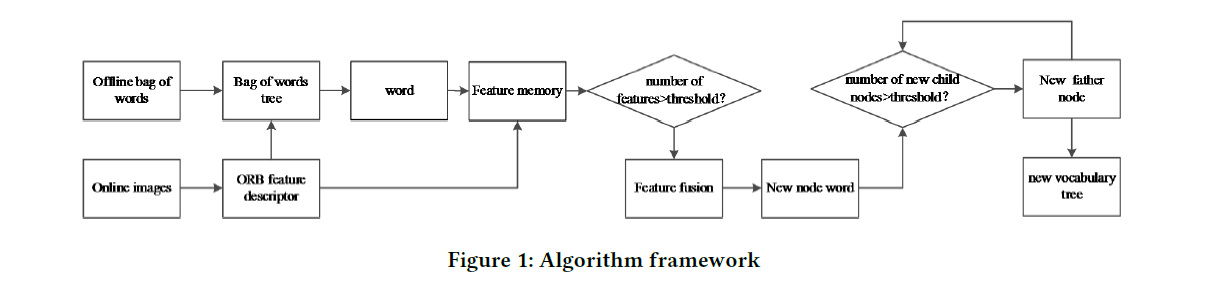 Offline bag of
words
Bag of words
tree
word
Feature memory
number of
features>threshold?
number of new child
nodes>threshold?
New father
node
Online images
ORB feature
descriptor
Feature fusion
New node word
new vocabulary
tree
Figure 1: Algorithm framework